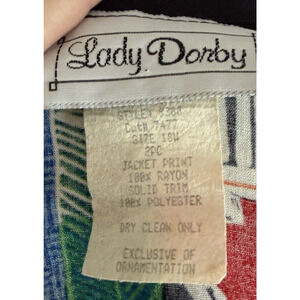 Lady Dorby
SIZE 18W
2PC
JACKET PRINT
100% RAYON
SOLID TRIM
100% POLYESTER
DRY CLEAN ONLY
EXCLUSIVE OF
ORNAMENTATION